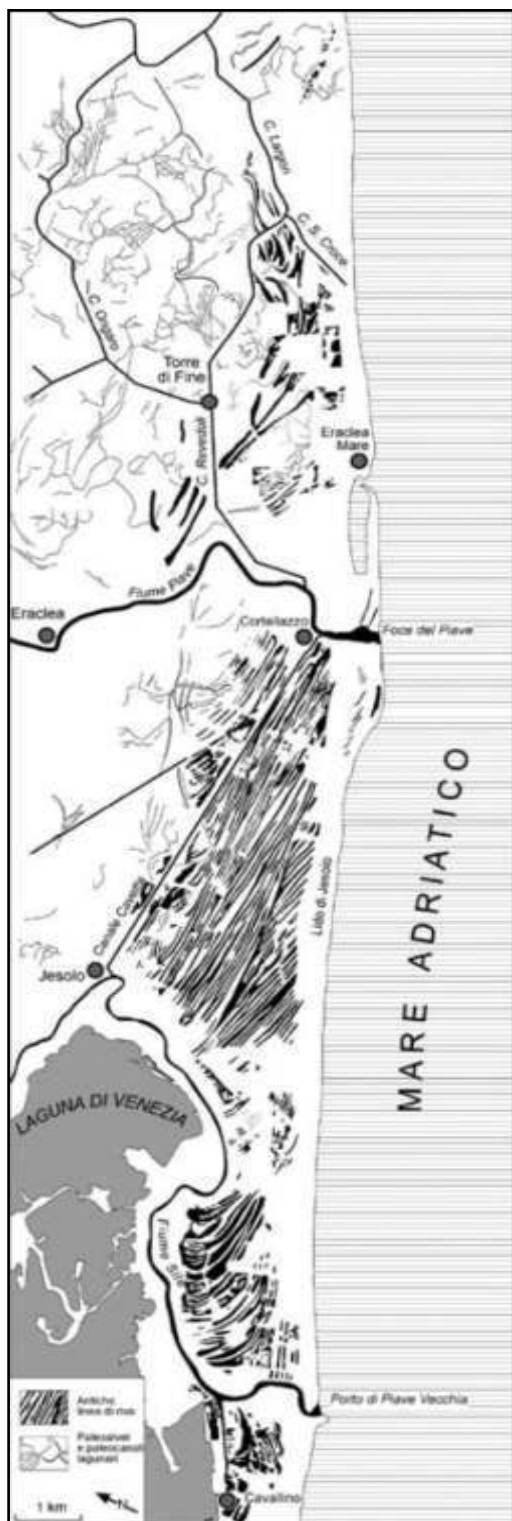 C. Largon
C. S. Croce
C. Ongaro
Torre
di Fine
Eraclea
Mare
C. Revedoli
Fiume Piave
Eraclea
Cortellazzo
Foce del Piave
MARE ADRIATICO
Lido di Jesolo
Jesolo
LAGUNA DI VENEZIA
Fiume Sile
Antiche
linee di riva
Porto di Piave Vecchia
Paleoalvei
e paleocanali
lagunari
1 km
N
Cavallino